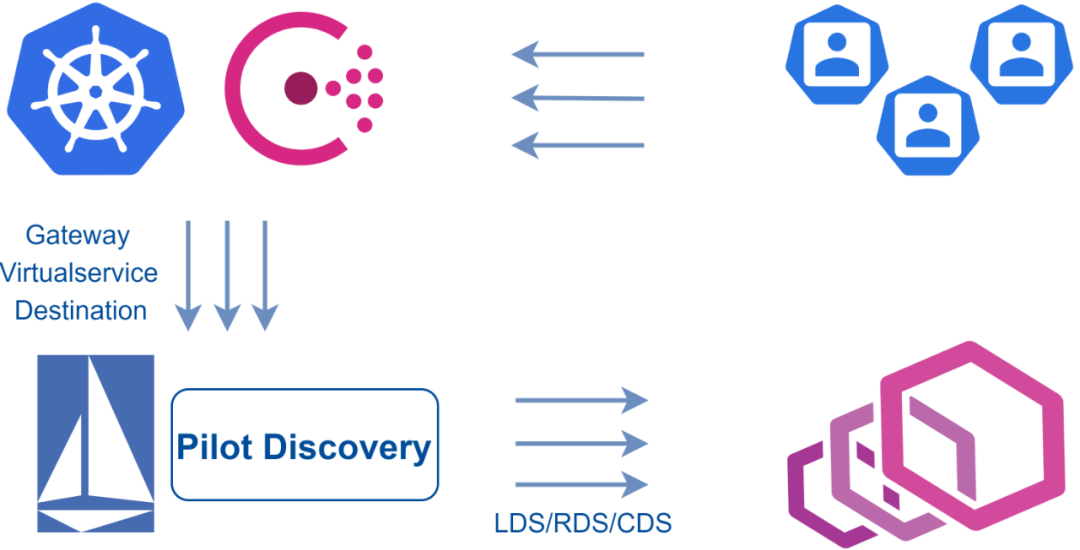 Gateway
Virtualservice
Destination
Pilot Discovery
LDS/RDS/CDS